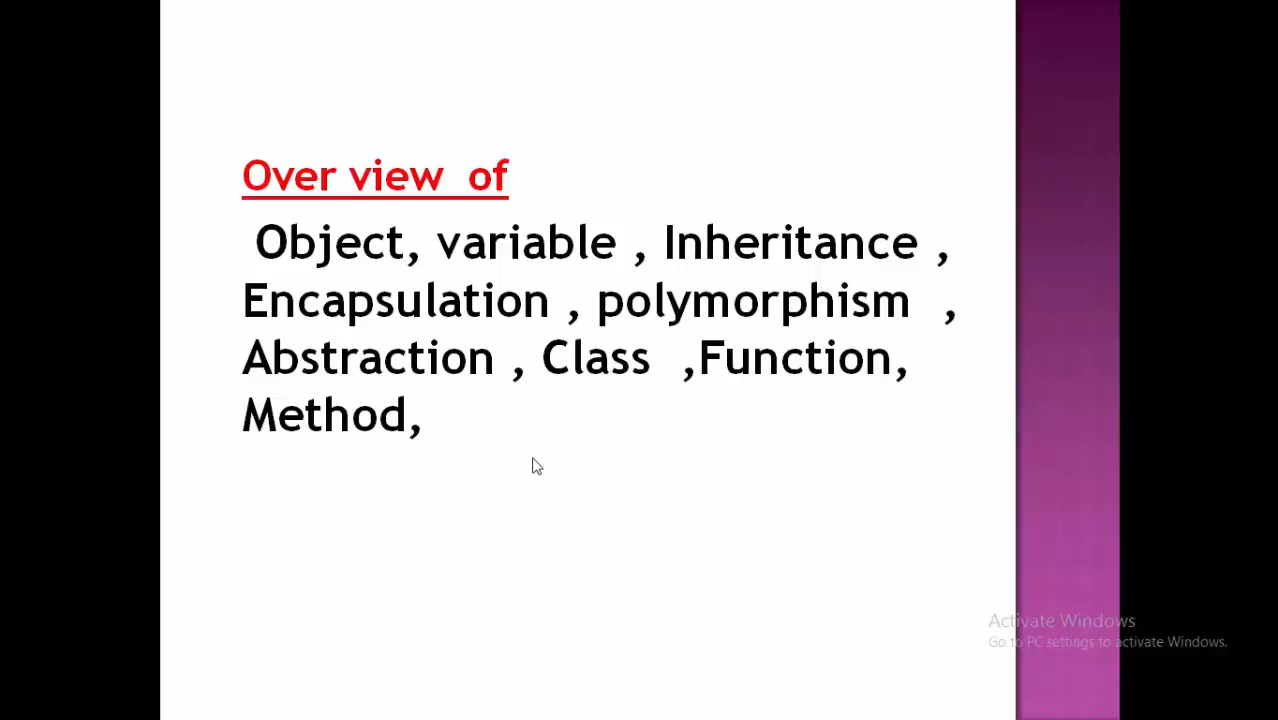 Over view  of
Object, variable , Inheritance ,
Encapsulation , polymorphism  ,
Abstraction , Class  ,Function,
Method,
Activate Windows
Go to PC settings to activate Windows.